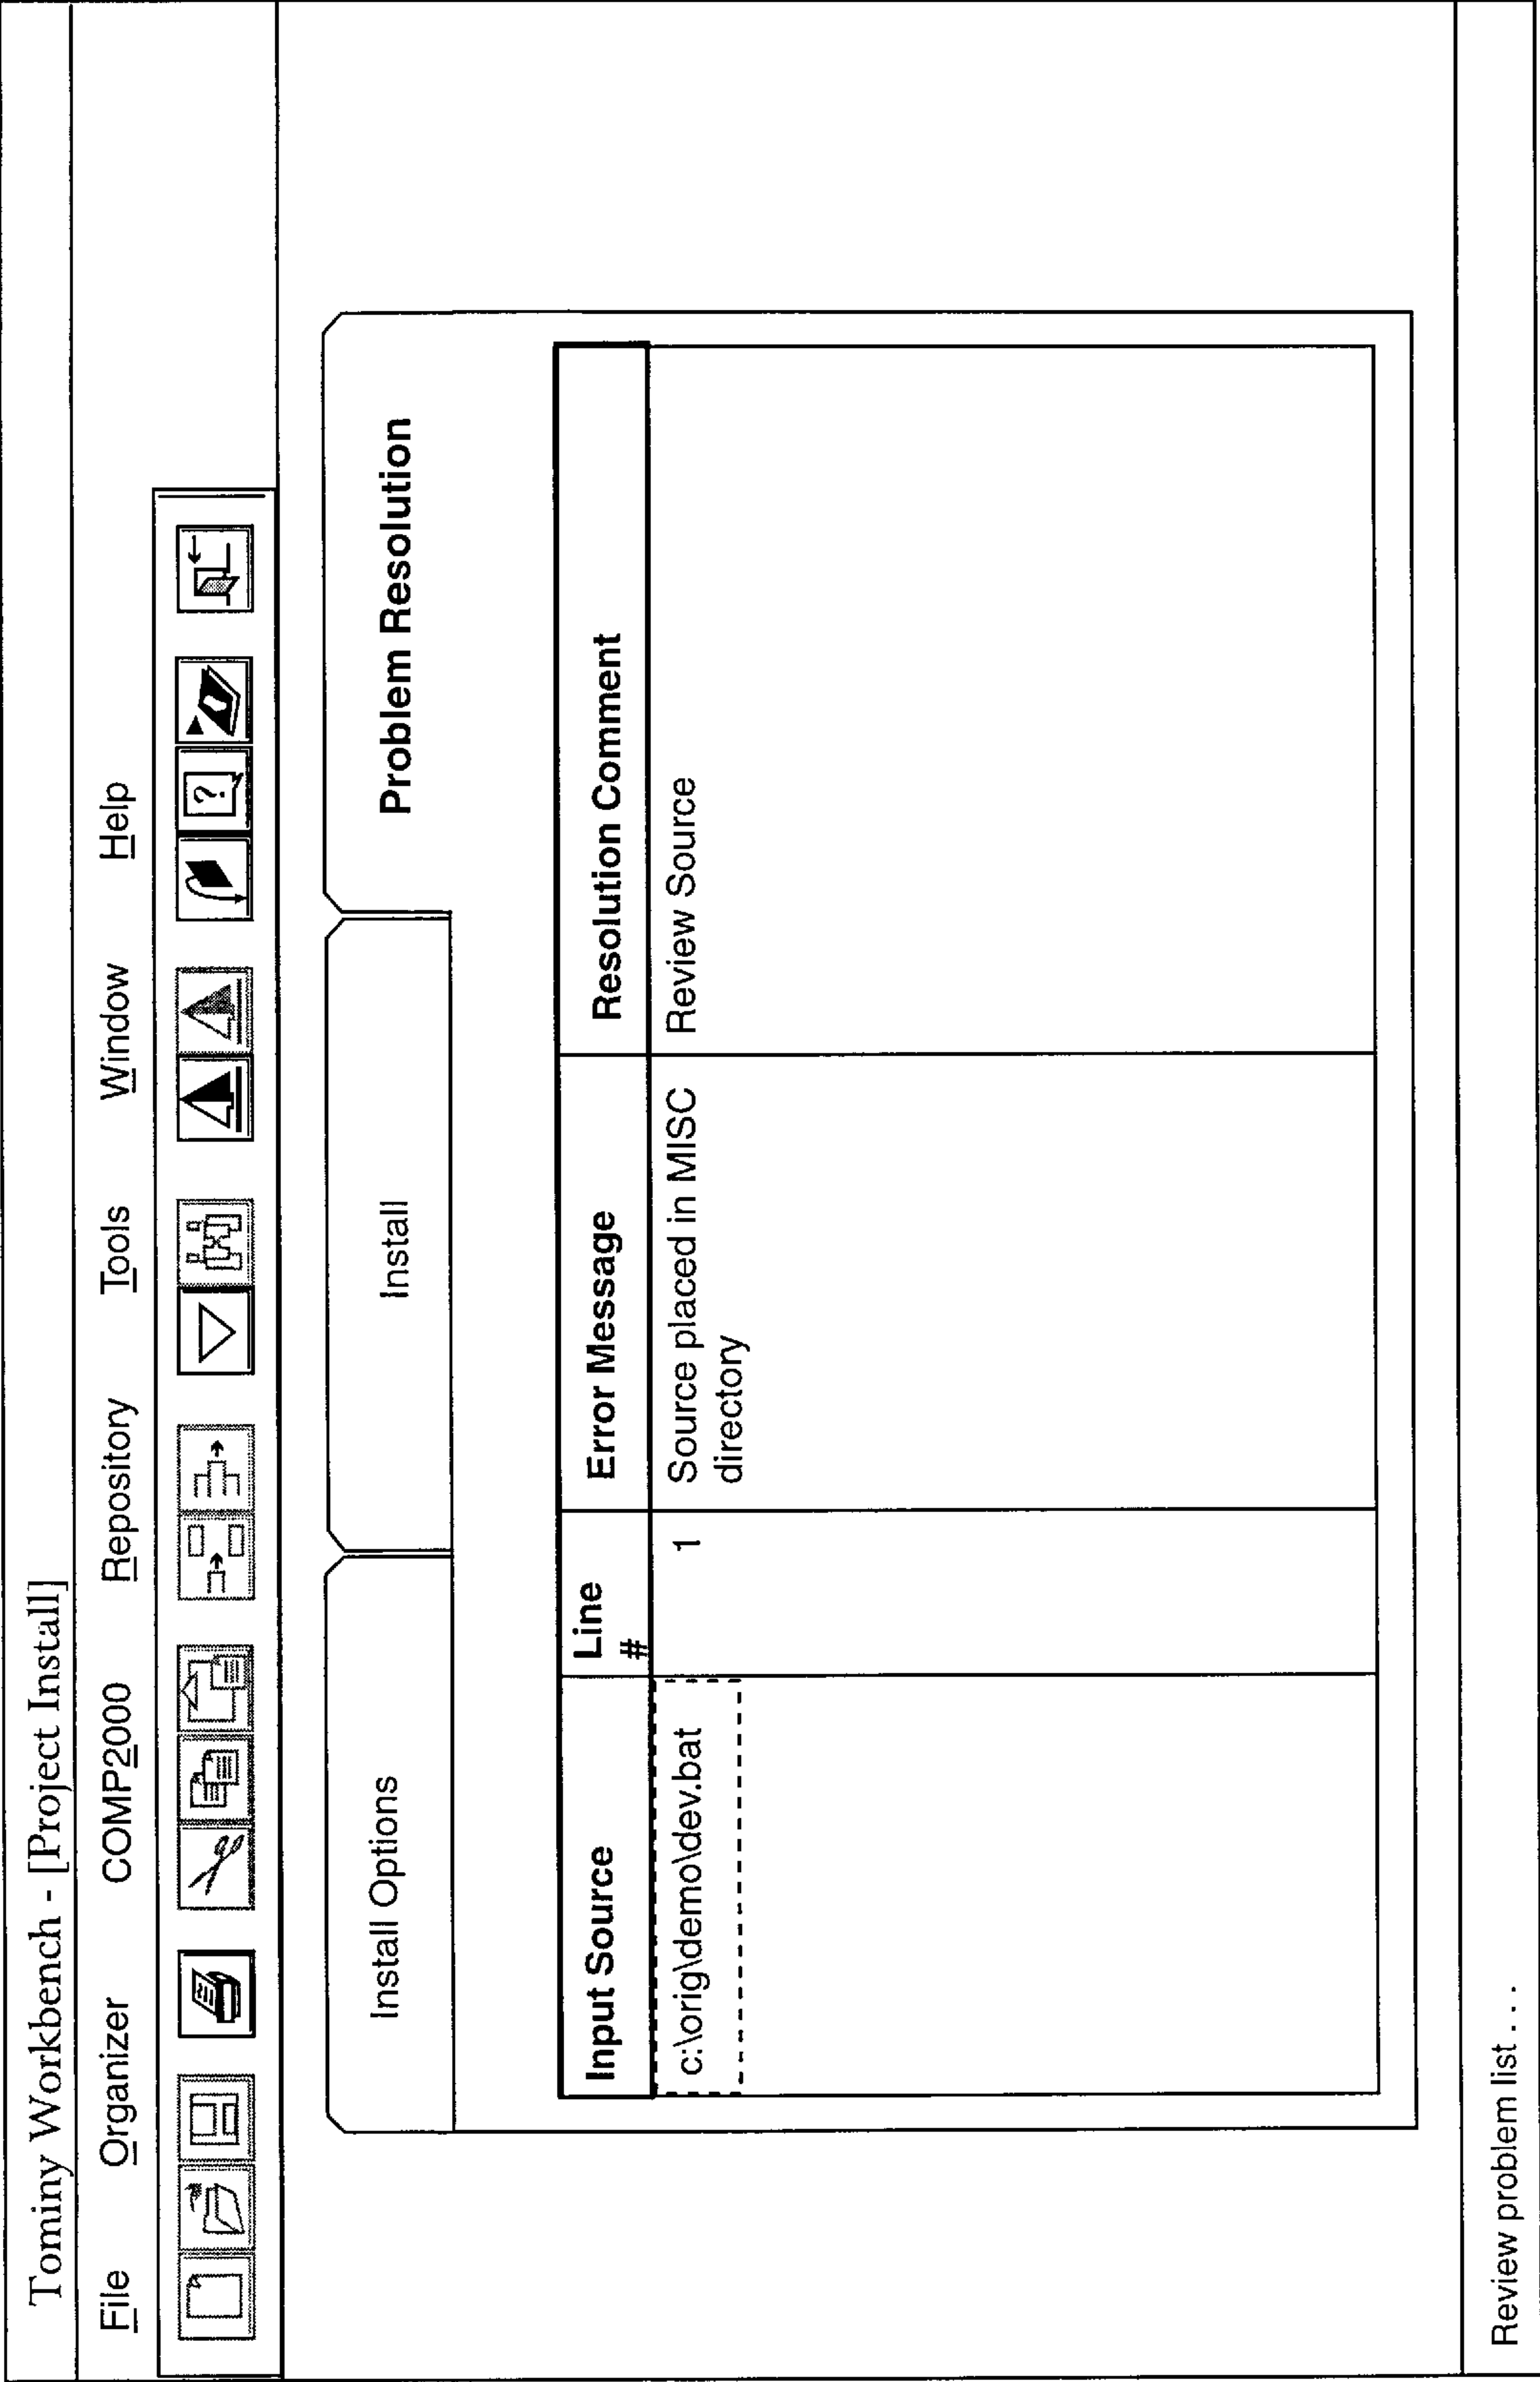 Tominy Workbench - [Project Install]
File Organizer COMP2000 Repository Tools Window Help
Install Options
Install
Problem Resolution
Input Source
Line
#
Error Message
Resolution Comment
c:\orig\demo\dev.bat
1
Source placed in MISC
directory
Review Source
Review problem list . . .